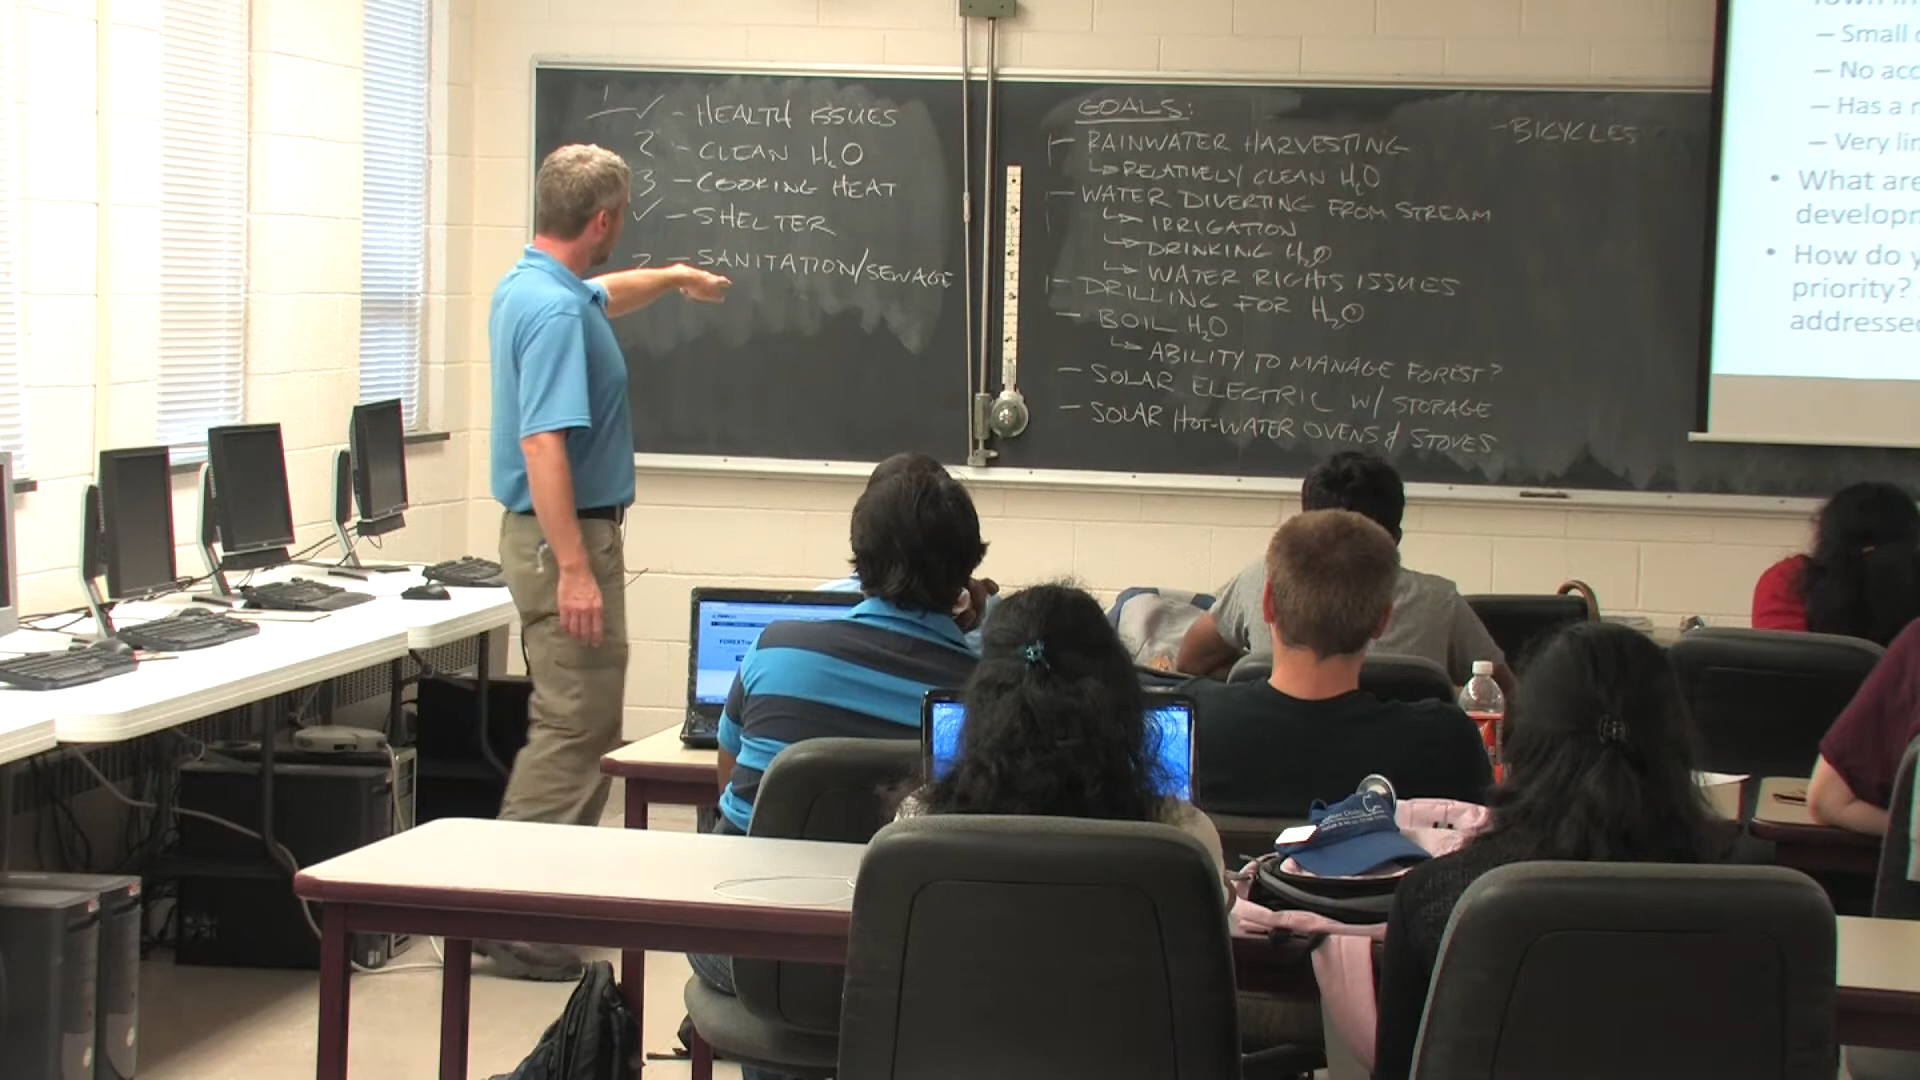 1 ✓ - HEALTH ISSUES
2 - CLEAN H2O
3 - COOKING HEAT
✓ - SHELTER
2 - SANITATION/SEWAGE
GOALS:
- RAINWATER HARVESTING
↳ RELATIVELY CLEAN H2O
- WATER DIVERTING FROM STREAM
↳ IRRIGATION
↳ DRINKING H2O
↳ WATER RIGHTS ISSUES
- DRILLING FOR H2O
- BOIL H2O
↳ ABILITY TO MANAGE FOREST?
- SOLAR ELECTRIC W/ STORAGE
- SOLAR HOT-WATER OVENS & STOVES
- BICYCLES
– Small
– No acc
– Has a r
– Very lin
• What are
developm
• How do y
priority?
addresse